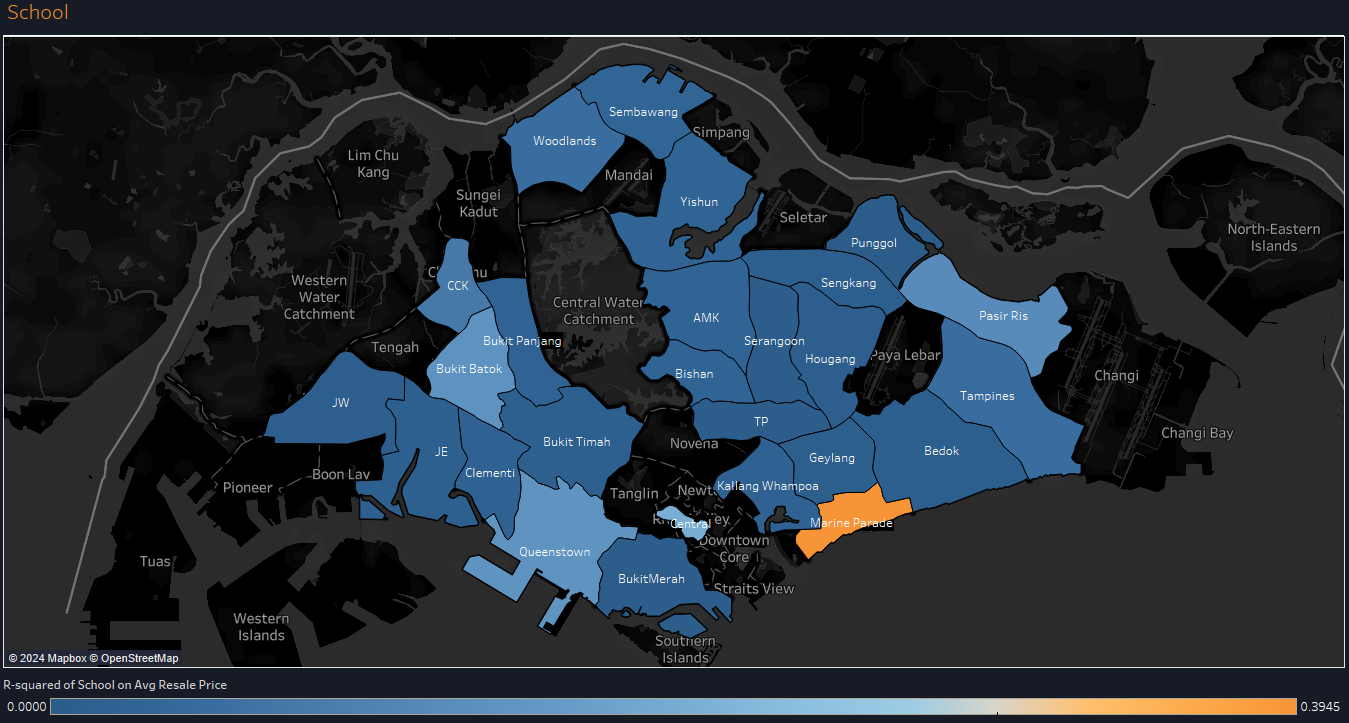 School
Sembawang
Simpang
Woodlands
Lim Chu
Kang
Mandai
Sungei
Kadut
Yishun
Seletar
Punggol
North-Eastern
Islands
CCK
Sengkang
Western
Water
Catchment
Central Water
Catchment
AMK
Pasir Ris
Tengah
Bukit Panjang
Serangoon
Hougang
Paya Lebar
Bukit Batok
Bishan
Changi
Tampines
JW
TP
Bukit Timah
Novena
Changi Bay
JE
Geylang
Bedok
Clementi
Boon Lay
Pioneer
Tanglin
Kallang Whampoa
Central
Marine Parade
Downtown
Core
Queenstown
Tuas
BukitMerah
Straits View
Western
Islands
Southern
Islands
© 2024 Mapbox © OpenStreetMap
R-squared of School on Avg Resale Price
0.0000
0.3945